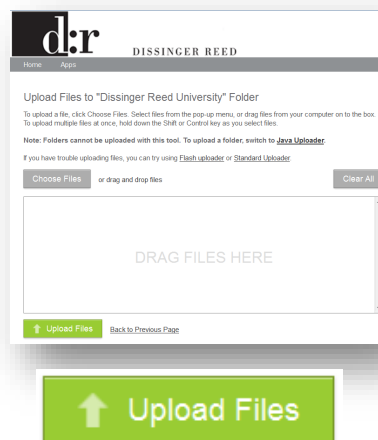 d:r
DISSINGER REED
Home Apps
Upload Files to "Dissinger Reed University" Folder
To upload a file, click Choose Files. Select files from the pop-up menu, or drag files from your computer on to the box.
To upload multiple files at once, hold down the Shift or Control key as you select files.
Note: Folders cannot be uploaded with this tool. To upload a folder, switch to Java Uploader.
If you have trouble uploading files, you can try using Flash uploader or Standard Uploader.
Choose Files or drag and drop files Clear All
DRAG FILES HERE
Upload Files Back to Previous Page
Upload Files